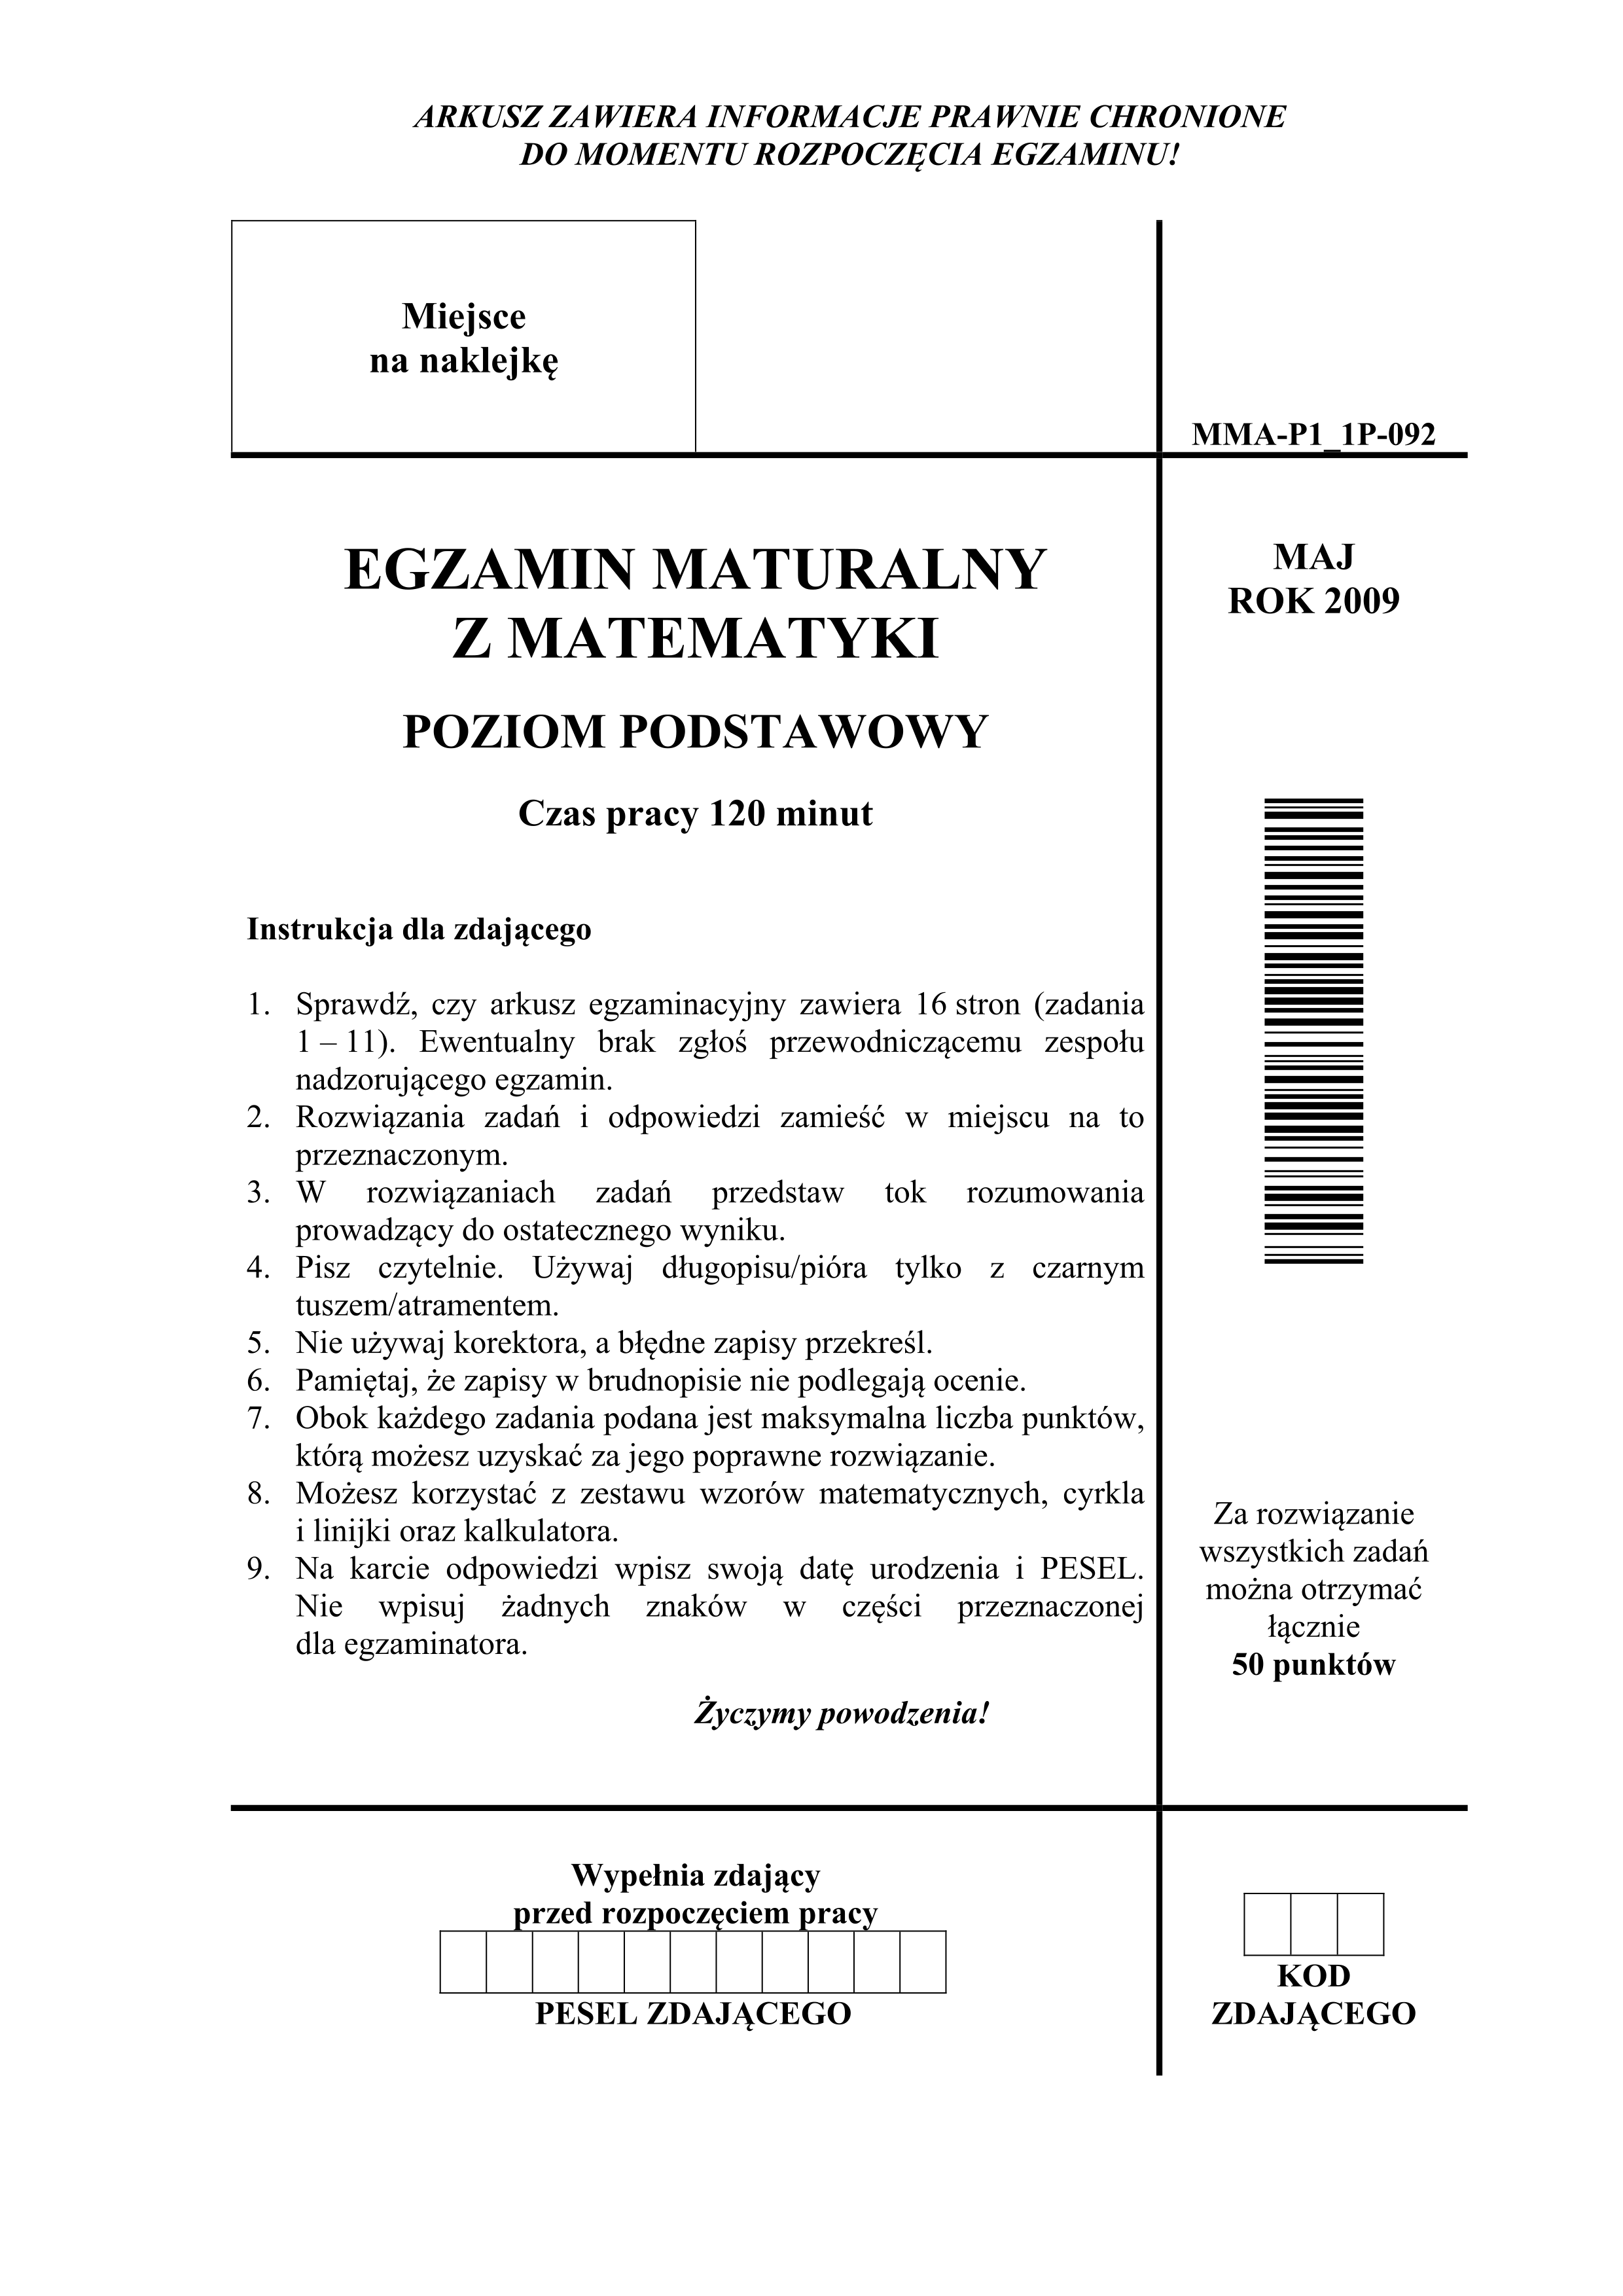 ARKUSZ ZAWIERA INFORMACJE PRAWNIE CHRONIONE
DO MOMENTU ROZPOCZĘCIA EGZAMINU!
Miejsce
na naklejkę
MMA-P1_1P-092
EGZAMIN MATURALNY
Z MATEMATYKI
POZIOM PODSTAWOWY
Czas pracy 120 minut
MAJ
ROK 2009
Instrukcja dla zdającego
1. Sprawdź, czy arkusz egzaminacyjny zawiera 16 stron (zadania
1 – 11). Ewentualny brak zgłoś przewodniczącemu zespołu
nadzorującego egzamin.
2. Rozwiązania zadań i odpowiedzi zamieść w miejscu na to
przeznaczonym.
3. W rozwiązaniach zadań przedstaw tok rozumowania
prowadzący do ostatecznego wyniku.
4. Pisz czytelnie. Używaj długopisu/pióra tylko z czarnym
tuszem/atramentem.
5. Nie używaj korektora, a błędne zapisy przekreśl.
6. Pamiętaj, że zapisy w brudnopisie nie podlegają ocenie.
7. Obok każdego zadania podana jest maksymalna liczba punktów,
którą możesz uzyskać za jego poprawne rozwiązanie.
8. Możesz korzystać z zestawu wzorów matematycznych, cyrkla
i linijki oraz kalkulatora.
9. Na karcie odpowiedzi wpisz swoją datę urodzenia i PESEL.
Nie wpisuj żadnych znaków w części przeznaczonej
dla egzaminatora.
Życzymy powodzenia!
Za rozwiązanie
wszystkich zadań
można otrzymać
łącznie
50 punktów
Wypełnia zdający
przed rozpoczęciem pracy
PESEL ZDAJĄCEGO
KOD
ZDAJĄCEGO